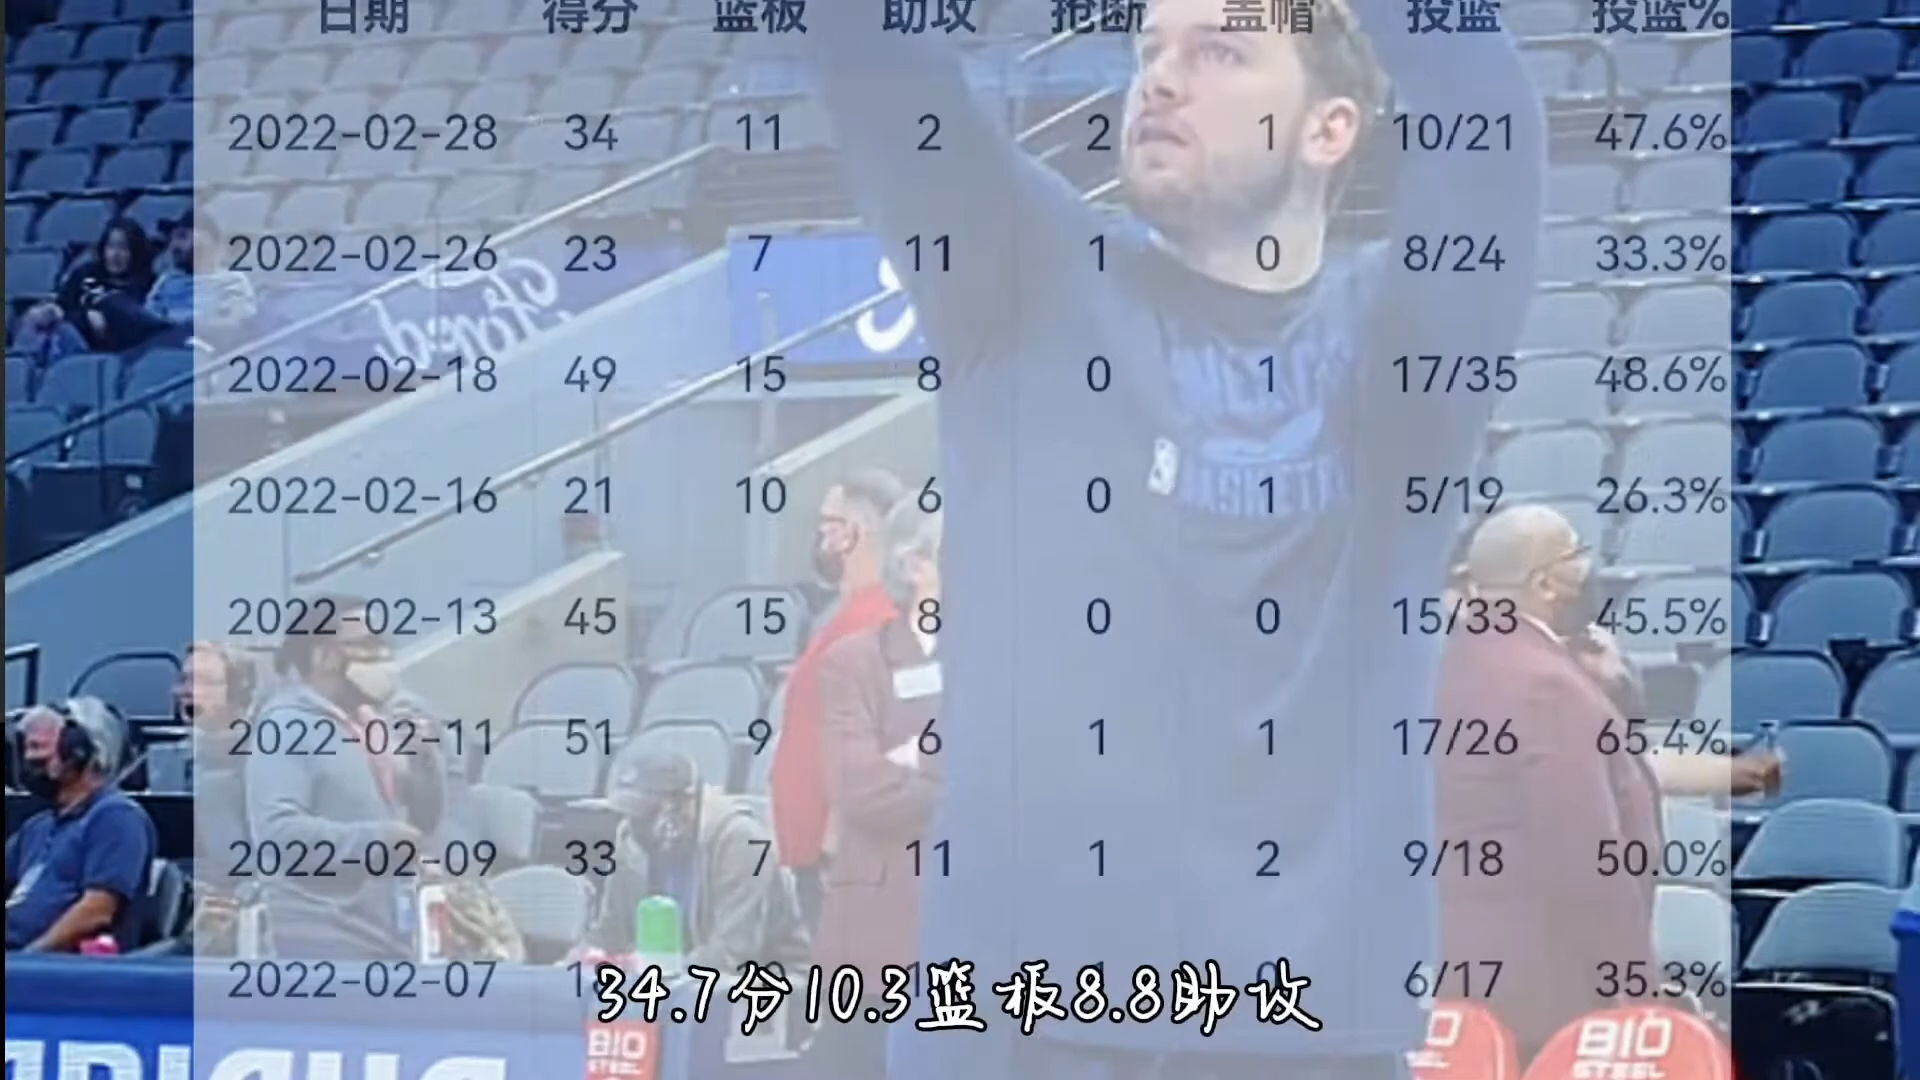 日期 得分 篮板 助攻 抢断 盖帽 投篮 投篮%
2022-02-28 34 11 2 2 1 10/21 47.6%
2022-02-26 23 7 11 1 0 8/24 33.3%
2022-02-18 49 15 8 0 1 17/35 48.6%
2022-02-16 21 10 6 0 1 5/19 26.3%
2022-02-13 45 15 8 0 0 15/33 45.5%
2022-02-11 51 9 6 1 1 17/26 65.4%
2022-02-09 33 7 11 1 2 9/18 50.0%
2022-02-07 6/17 35.3%
34.7分10.3篮板8.8助攻
BIO
STEEL
BIO
STEEL